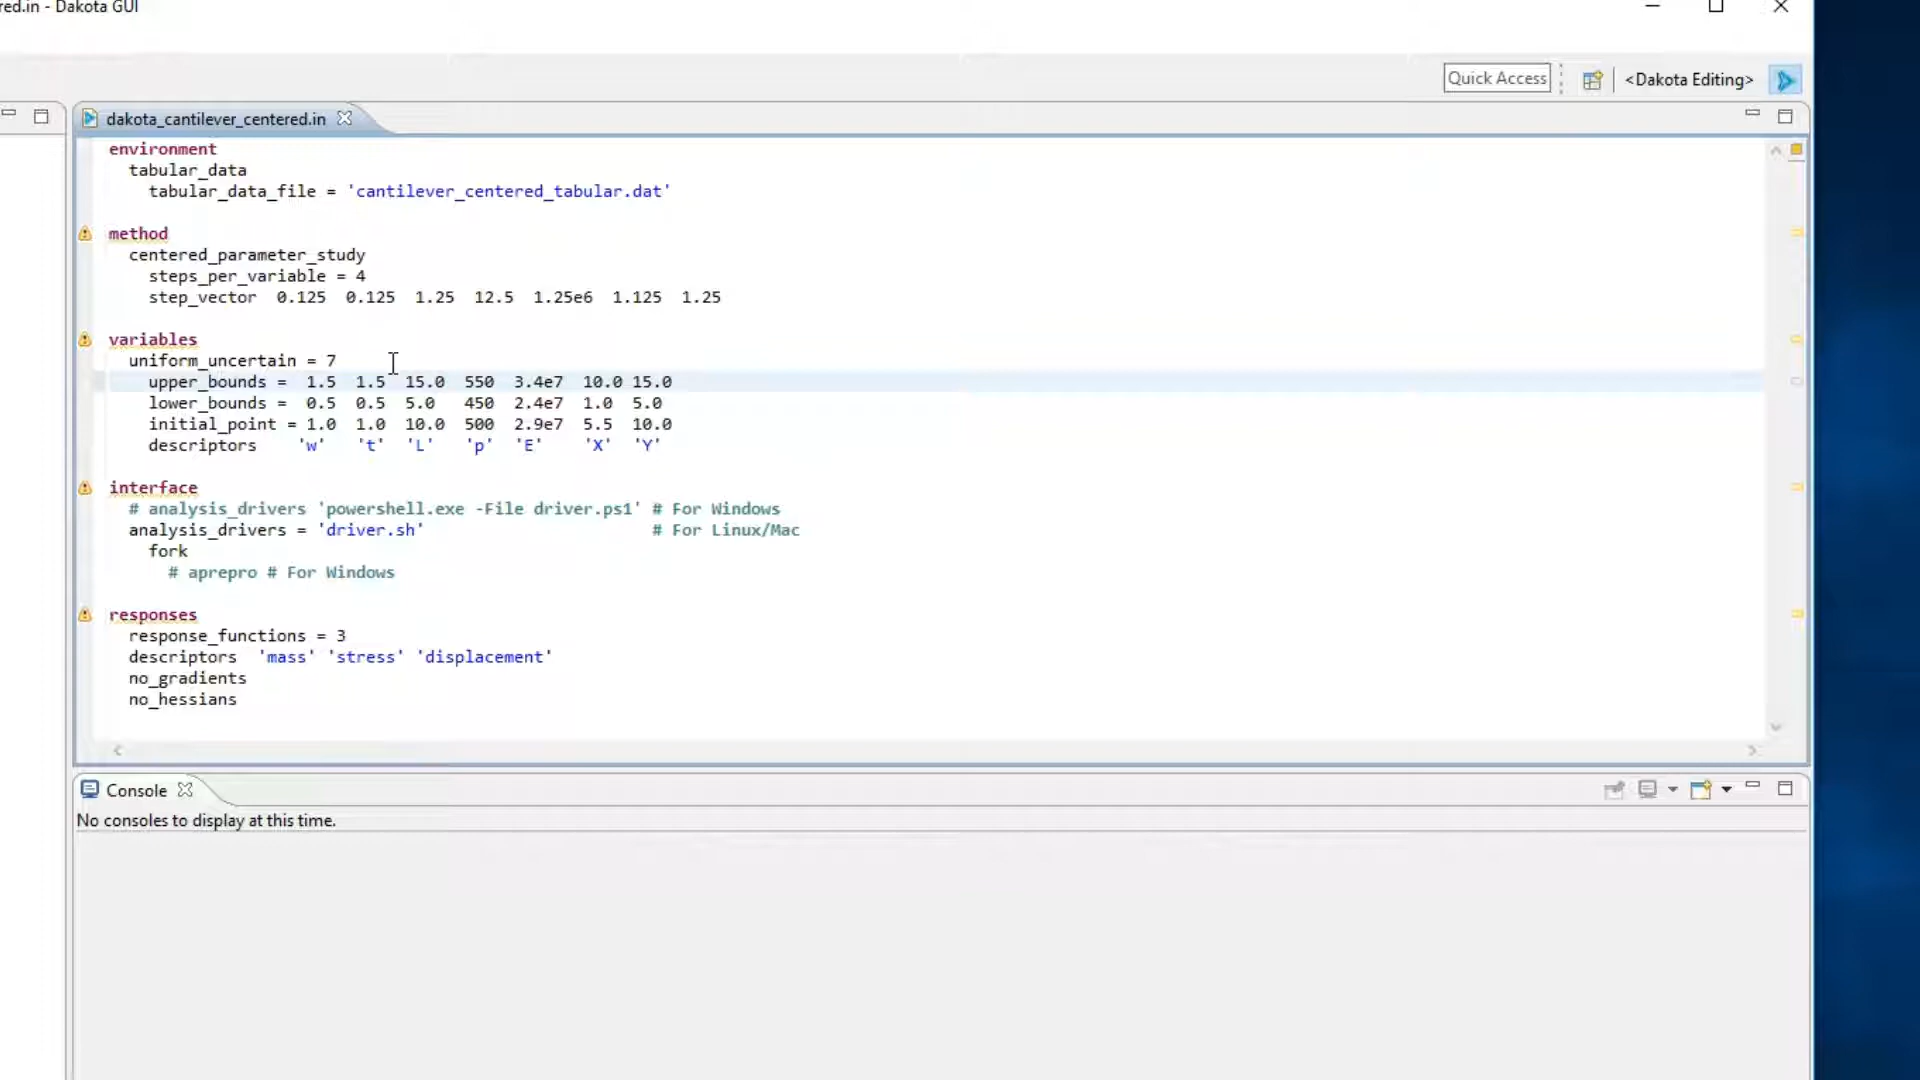 red.in - Dakota GUI
Quick Access
<Dakota Editing>
dakota_cantilever_centered.in
environment
  tabular_data
    tabular_data_file = 'cantilever_centered_tabular.dat'
method
  centered_parameter_study
    steps_per_variable = 4
    step_vector  0.125  0.125  1.25  12.5  1.25e6  1.125  1.25
variables
  uniform_uncertain = 7
    upper_bounds =  1.5  1.5  15.0  550  3.4e7  10.0 15.0
    lower_bounds =  0.5  0.5  5.0   450  2.4e7  1.0  5.0
    initial_point = 1.0  1.0  10.0  500  2.9e7  5.5  10.0
    descriptors    'w'   't'  'L'   'p'  'E'    'X'  'Y'
interface
  # analysis_drivers 'powershell.exe -File driver.ps1' # For Windows
  analysis_drivers = 'driver.sh'                       # For Linux/Mac
    fork
      # aprepro # For Windows
responses
  response_functions = 3
  descriptors  'mass' 'stress' 'displacement'
  no_gradients
  no_hessians
Console
No consoles to display at this time.